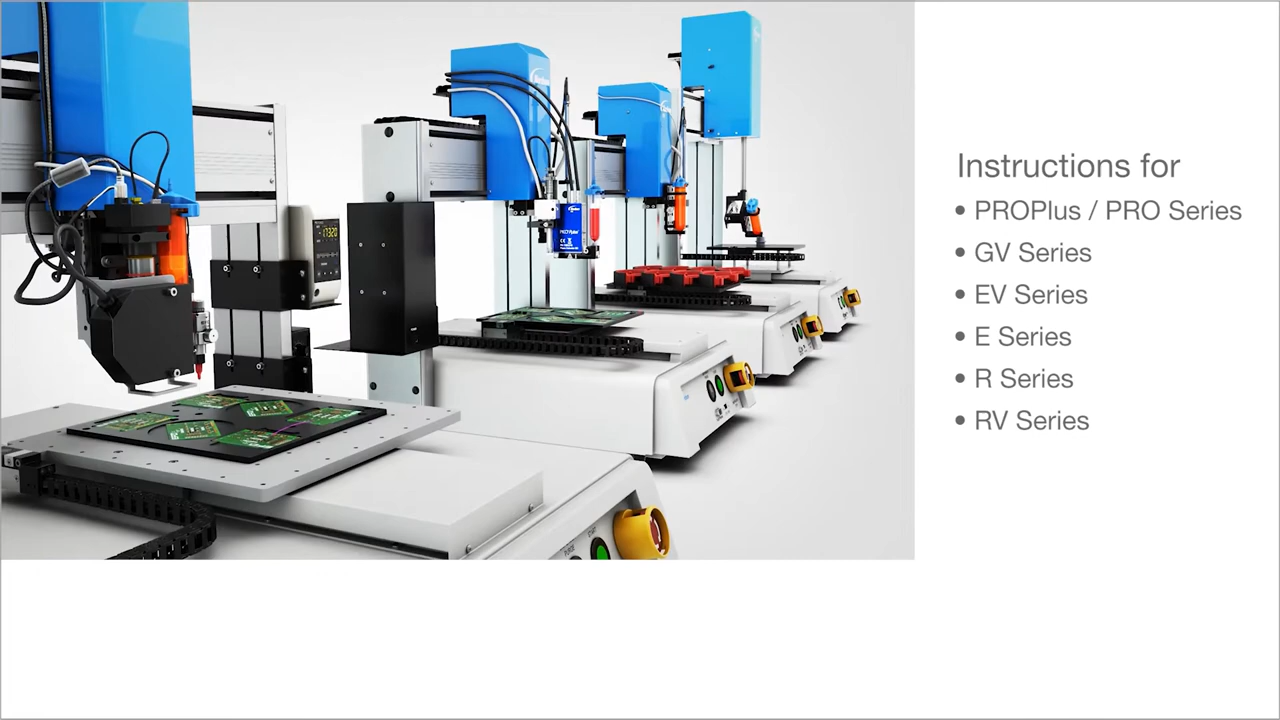 Instructions for
• PROPlus / PRO Series
• GV Series
• EV Series
• E Series
• R Series
• RV Series